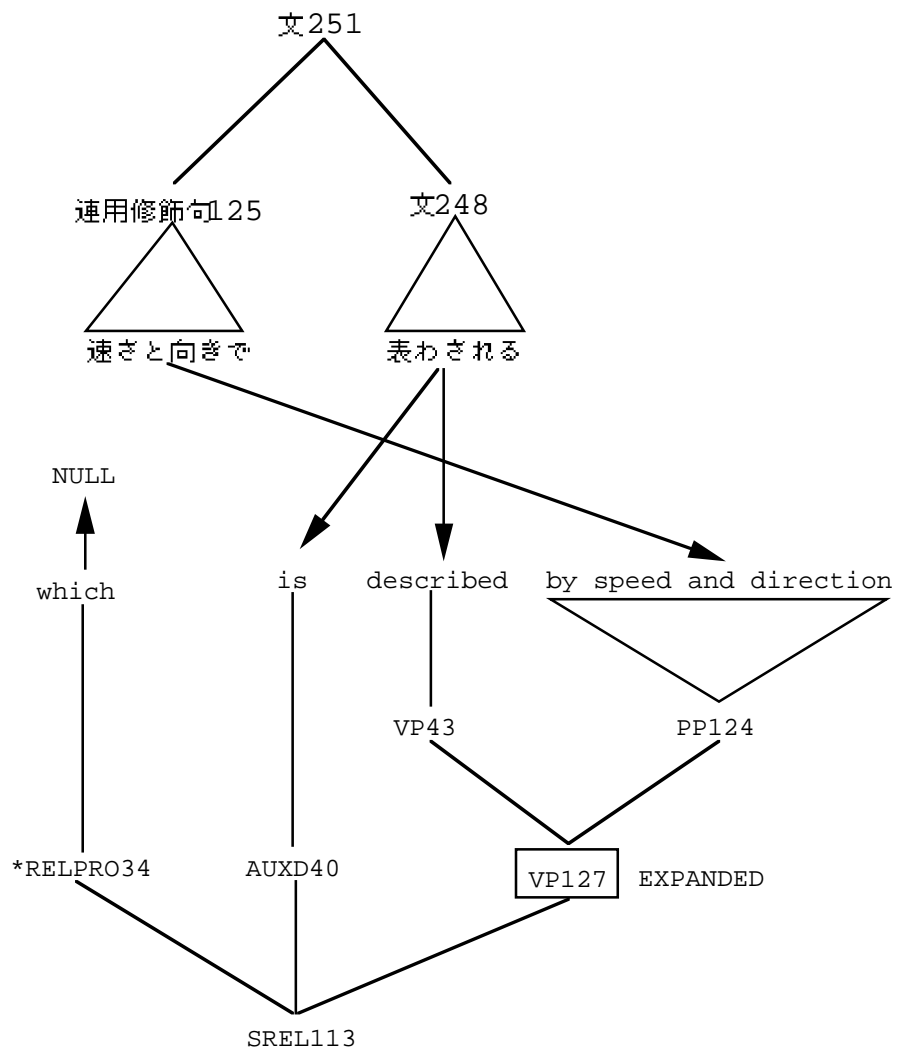 文251
連用修飾句125 文248
速さと向きで 表わされる
NULL
which is described by speed and direction
VP43 PP124
*RELPRO34 AUXD40 VP127 EXPANDED
SREL113